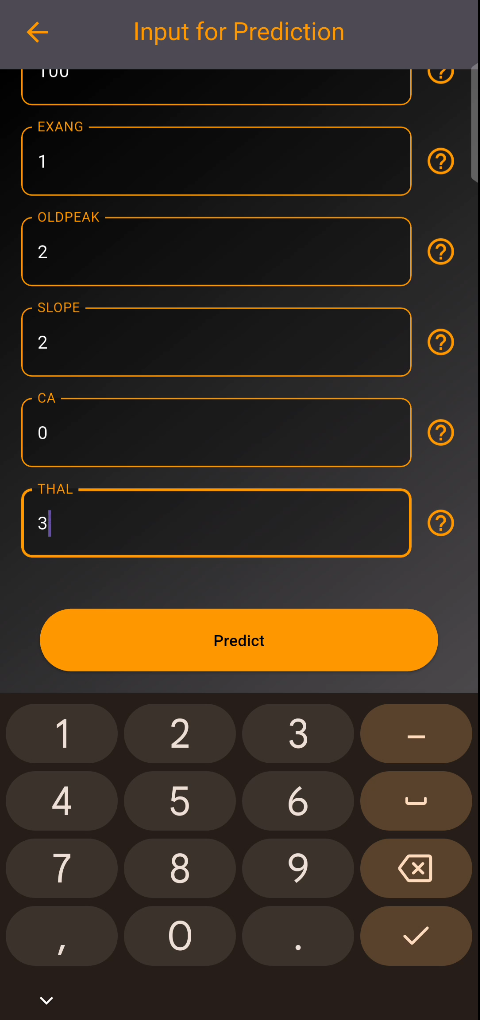 Input for Prediction
100
EXANG
1
OLDPEAK
2
SLOPE
2
CA
0
THAL
3
Predict
1 2 3 –
4 5 6
7 8 9
, 0 .